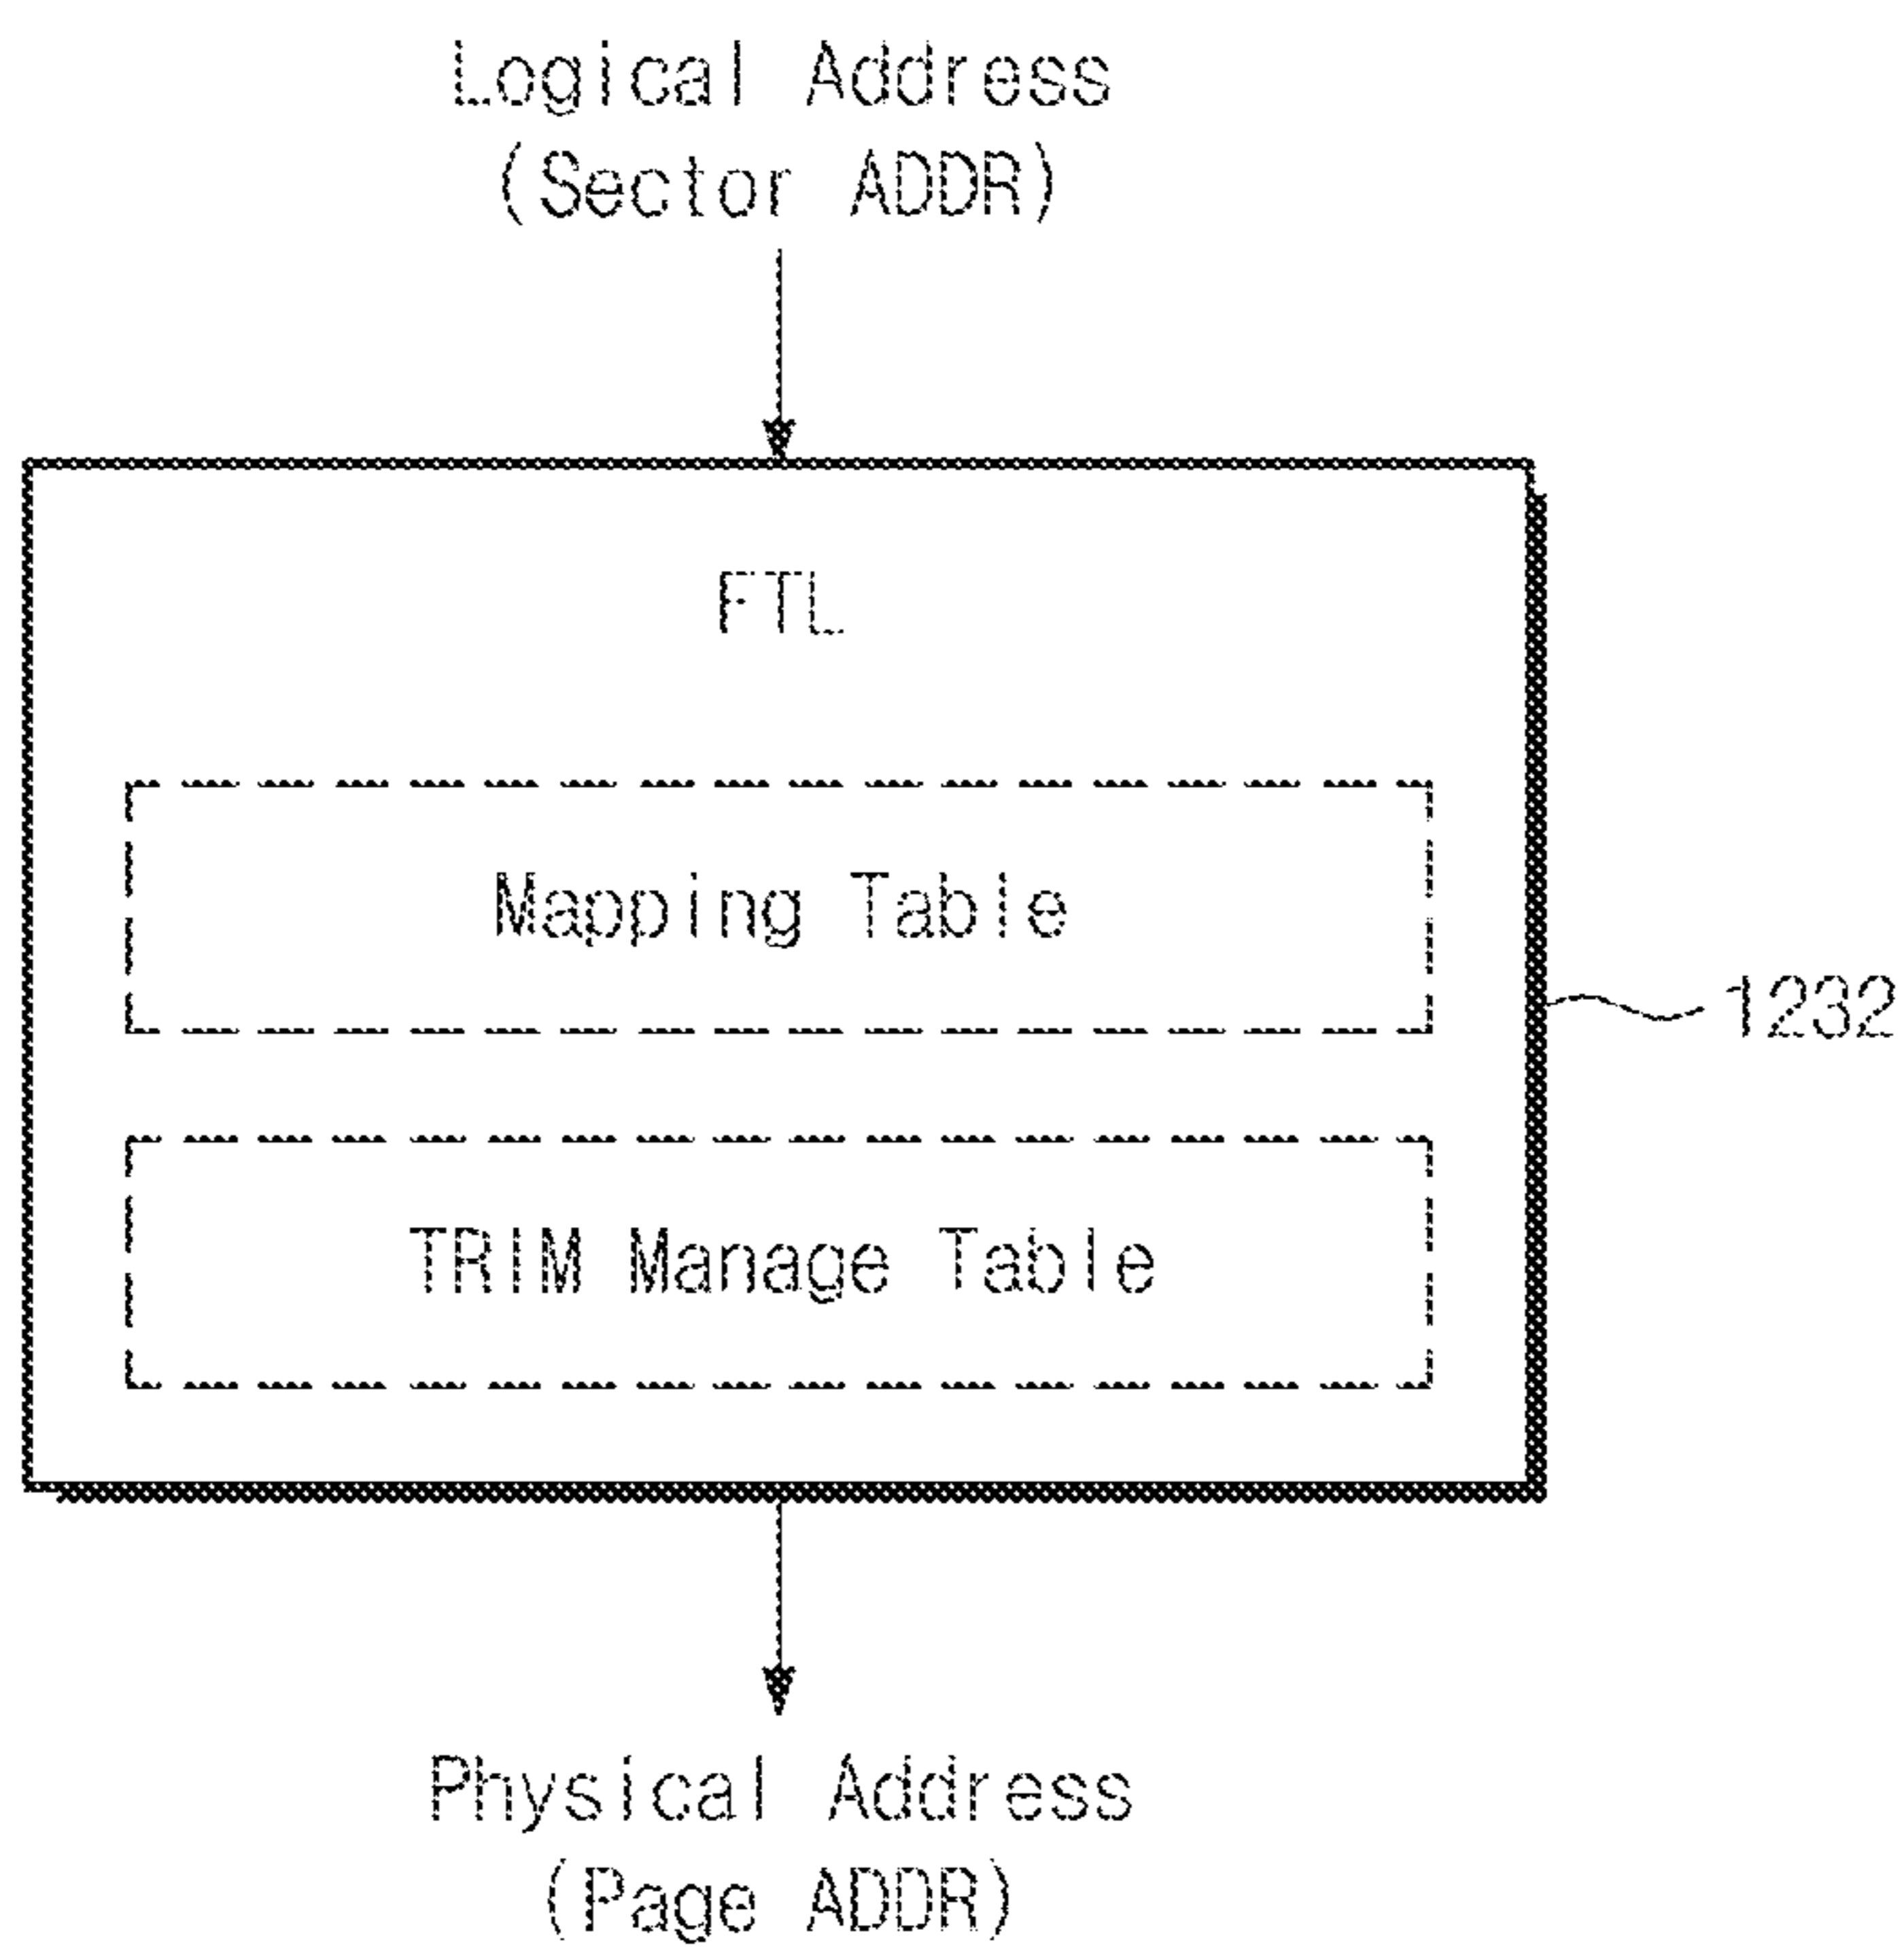 Logical Address
(Sector ADDR)
FTL
Mapping Table
1232
TRIM Manage Table
Physical Address
(Page ADDR)